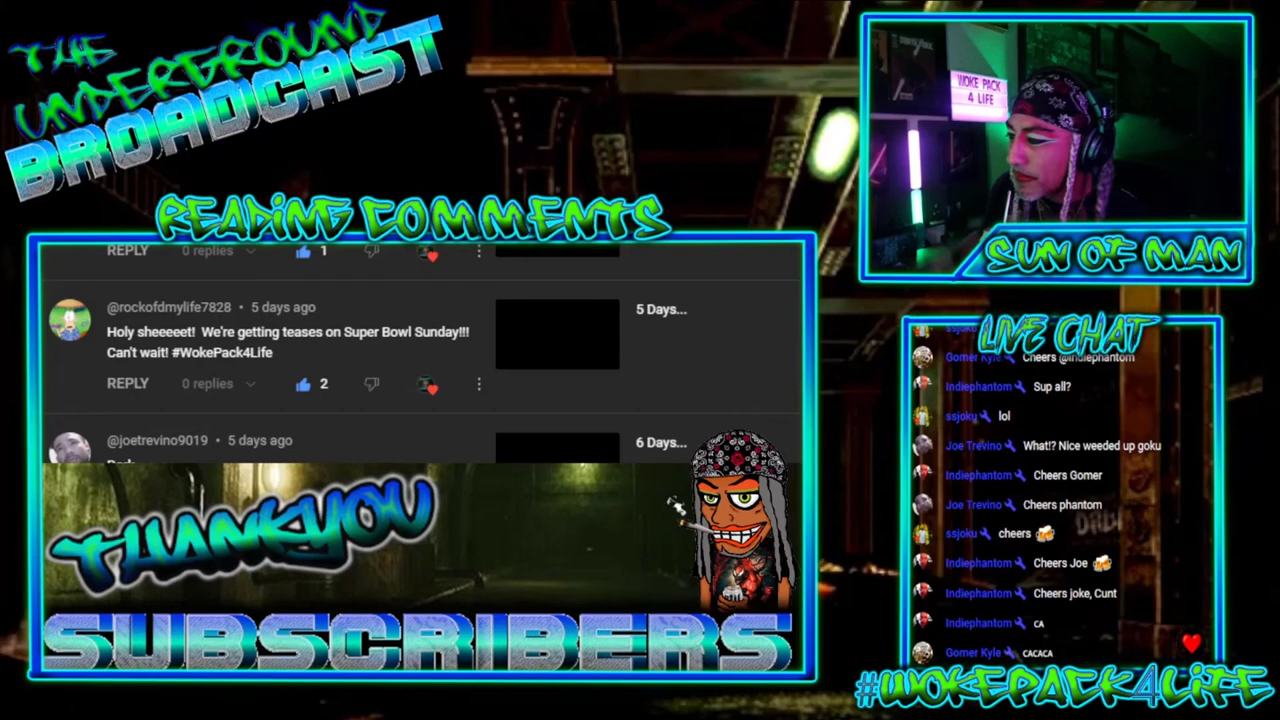 THE
UNDERGROUND
BROADCAST
WOKE PACK
4 LIFE
SUN OF MAN
READING COMMENTS
REPLY 0 replies 1
@rockofdmylife7828 • 5 days ago
5 Days...
Holy sheeeeet! We're getting teases on Super Bowl Sunday!!!
Can't wait! #WokePack4Life
REPLY 0 replies 2
@joetrevino9019 • 5 days ago
6 Days...
THANKYOU
SUBSCRIBERS
LIVE CHAT
ssjoku
Gomer Kyle Cheers @indiephantom
Indiephantom Sup all?
ssjoku lol
Joe Trevino What!? Nice weeded up goku
Indiephantom Cheers Gomer
Joe Trevino Cheers phantom
ssjoku cheers 🍻
Indiephantom Cheers Joe 🍻
Indiephantom Cheers joke, Cunt
Indiephantom CA
Gomer Kyle CACACA
#WOKEPACK4LIFE